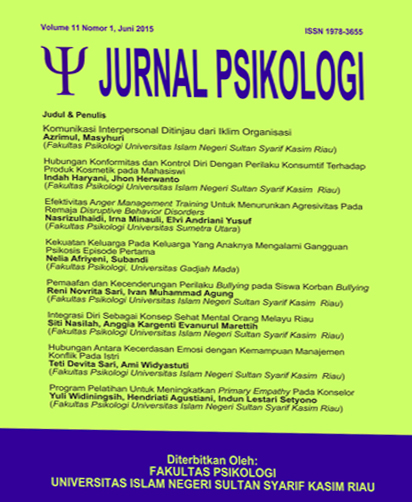 Volume 11 Nomor 1, Juni 2015
ISSN 1978-3655
Ψ JURNAL PSIKOLOGI
Judul & Penulis
Komunikasi Interpersonal Ditinjau dari Iklim Organisasi
Azrimul, Masyhuri
(Fakultas Psikologi Universitas Islam Negeri Sultan Syarif Kasim Riau)
Hubungan Konformitas dan Kontrol Diri Dengan Perilaku Konsumtif Terhadap
Produk Kosmetik pada Mahasiswi
Indah Haryani, Jhon Herwanto
(Fakultas Psikologi Universitas Islam Negeri Sultan Syarif Kasim Riau)
Efektivitas Anger Management Training Untuk Menurunkan Agresivitas Pada
Remaja Disruptive Behavior Disorders
Nasrizulhaidi, Irna Minauli, Elvi Andriani Yusuf
(Fakultas Psikologi Universitas Sumetra Utara)
Kekuatan Keluarga Pada Keluarga Yang Anaknya Mengalami Gangguan
Psikosis Episode Pertama
Nelia Afriyeni, Subandi
(Fakultas Psikologi, Universitas Gadjah Mada)
Pemaafan dan Kecenderungan Perilaku Bullying pada Siswa Korban Bullying
Reni Novrita Sari, Ivan Muhammad Agung
(Fakultas Psikologi Universitas Islam Negeri Sultan Syarif Kasim Riau)
Integrasi Diri Sebagai Konsep Sehat Mental Orang Melayu Riau
Siti Nasilah, Anggia Kargenti Evanurul Marettih
(Fakultas Psikologi Universitas Islam Negeri Sultan Syarif Kasim Riau)
Hubungan Antara Kecerdasan Emosi dengan Kemampuan Manajemen
Konflik Pada Istri
Teti Devita Sari, Ami Widyastuti
(Fakultas Psikologi Universitas Islam Negeri Sultan Syarif Kasim Riau)
Program Pelatihan Untuk Meningkatkan Primary Empathy Pada Konselor
Yuli Widiningsih, Hendriati Agustiani, Indun Lestari Setyono
(Fakultas Psikologi Universitas Islam Negeri Sultan Syarif Kasim Riau)
Diterbitkan Oleh:
FAKULTAS PSIKOLOGI
UNIVERSITAS ISLAM NEGERI SULTAN SYARIF KASIM RIAU